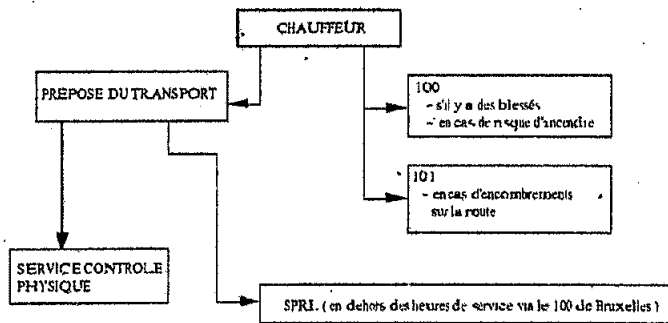 CHAUFFEUR
PREPOSE DU TRANSPORT
100
- s'il y a des blessés
- en cas de risque d'incendre
101
- en cas d'encombrements
sur la route
SERVICE CONTROLE
PHYSIQUE
SPRI. ( en dehors des heures de service via le 100 de Bruxelles )